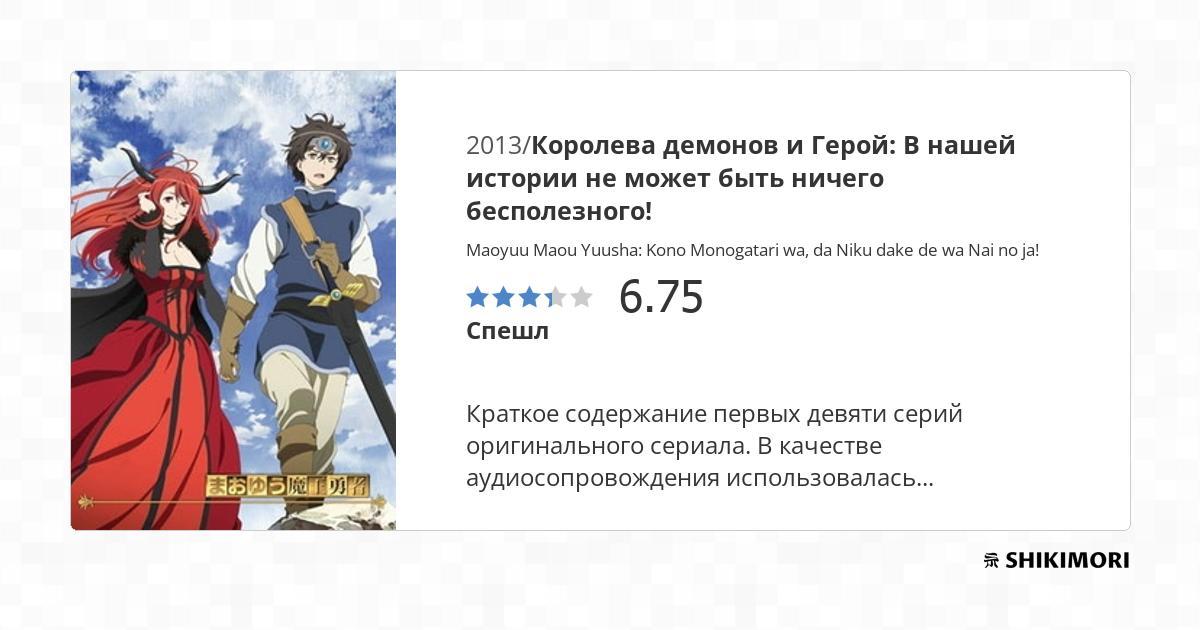 2013/Королева демонов и Герой: В нашей
истории не может быть ничего
бесполезного!
Maoyuu Maou Yuusha: Kono Monogatari wa, da Niku dake de wa Nai no ja!
6.75
Спешл
Краткое содержание первых девяти серий
оригинального сериала. В качестве
аудиосопровождения использовалась...
まおゆう魔王勇者
SHIKIMORI